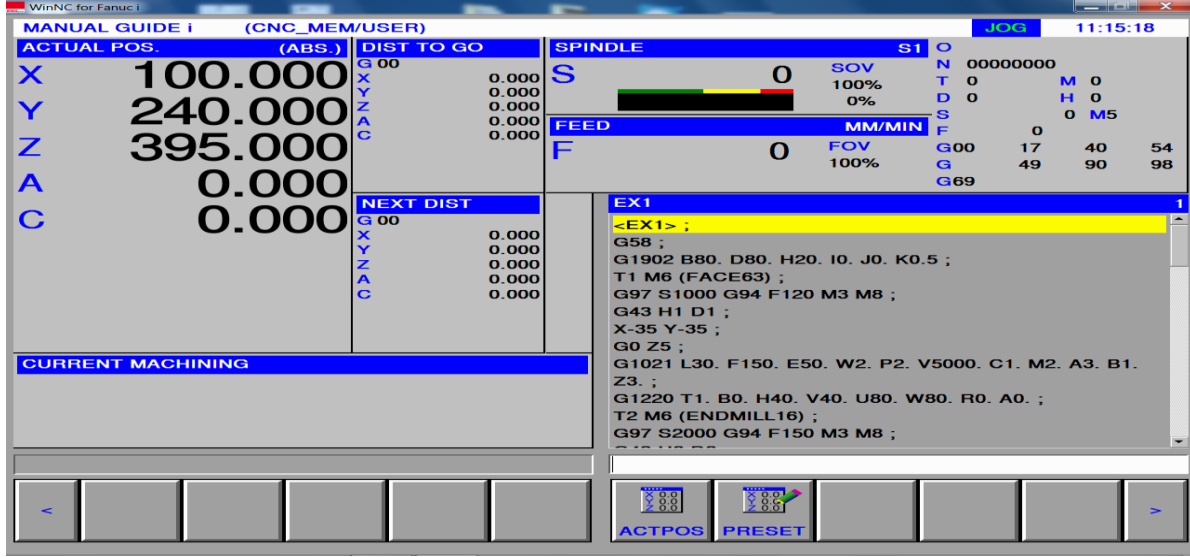 WinNC for Fanuc i
MANUAL GUIDE i (CNC_MEM/USER) JOG 11:15:18
ACTUAL POS. (ABS.)
X 100.000
Y 240.000
Z 395.000
A 0.000
C 0.000
DIST TO GO
G 00
X 0.000
Y 0.000
Z 0.000
A 0.000
C 0.000
NEXT DIST
G 00
X 0.000
Y 0.000
Z 0.000
A 0.000
C 0.000
SPINDLE S1
S 0 SOV
100%
0%
FEED MM/MIN
F 0 FOV
100%
O
N 00000000
T 0 M 0
D 0 H 0
S 0 M5
F 0
G00 17 40 54
G 49 90 98
G69
EX1 1
<EX1> ;
G58 ;
G1902 B80. D80. H20. I0. J0. K0.5 ;
T1 M6 (FACE63) ;
G97 S1000 G94 F120 M3 M8 ;
G43 H1 D1 ;
X-35 Y-35 ;
G0 Z5 ;
G1021 L30. F150. E50. W2. P2. V5000. C1. M2. A3. B1.
Z3. ;
G1220 T1. B0. H40. V40. U80. W80. R0. A0. ;
T2 M6 (ENDMILL16) ;
G97 S2000 G94 F150 M3 M8 ;
CURRENT MACHINING
< ACTPOS PRESET >